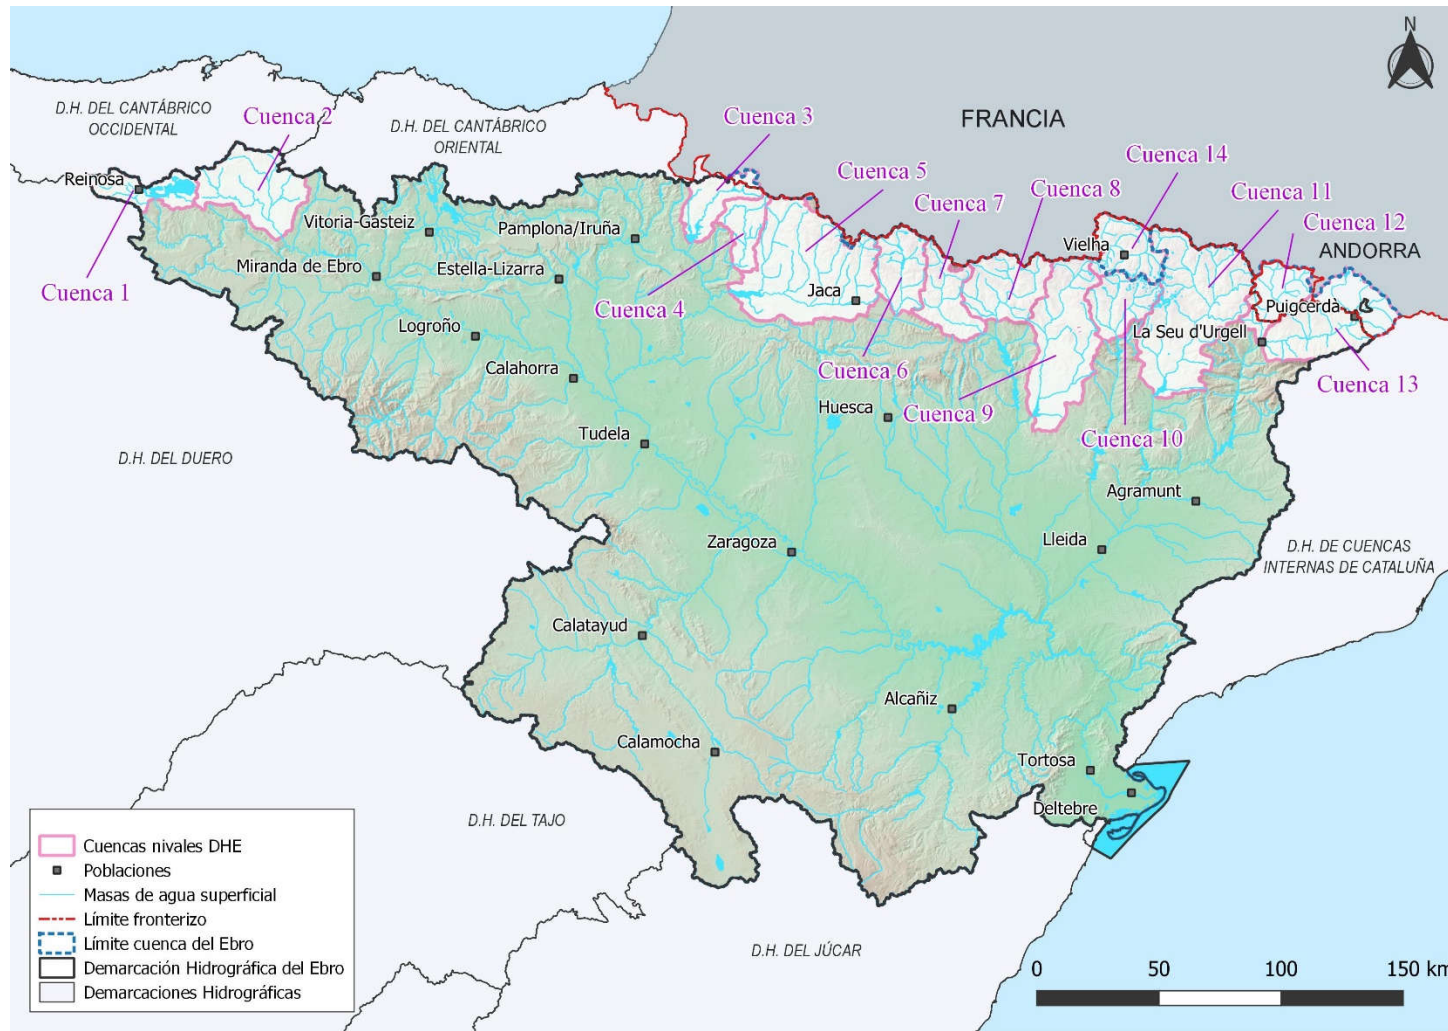 N
D.H. DEL CANTÁBRICO
OCCIDENTAL
Cuenca 2
D.H. DEL CANTÁBRICO
ORIENTAL
Cuenca 3
FRANCIA
Cuenca 5
Cuenca 14
Cuenca 8
Cuenca 11
Cuenca 7
Cuenca 12
Reinosa
Vitoria-Gasteiz
Pamplona/Iruña
Vielha
ANDORRA
Miranda de Ebro
Estella-Lizarra
Cuenca 1
Cuenca 4
Jaca
Puigcerdà
Logroño
La Seu d'Urgell
Calahorra
Cuenca 6
Cuenca 13
Huesca
Cuenca 9
Cuenca 10
Tudela
D.H. DEL DUERO
Agramunt
Zaragoza
Lleida
D.H. DE CUENCAS
INTERNAS DE CATALUÑA
Calatayud
Alcañiz
Calamocha
Tortosa
Deltebre
D.H. DEL TAJO
D.H. DEL JÚCAR
Cuencas nivales DHE
Poblaciones
Masas de agua superficial
Límite fronterizo
Límite cuenca del Ebro
Demarcación Hidrográfica del Ebro
Demarcaciones Hidrográficas
0 50 100 150 km